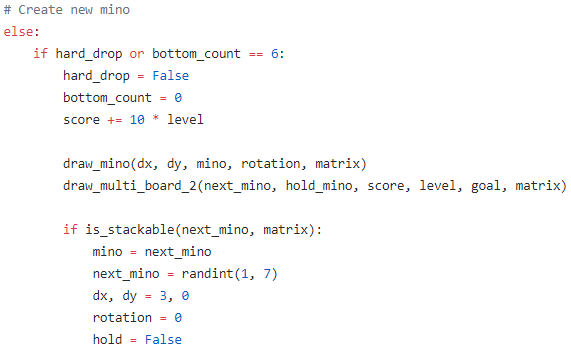 # Create new mino
else:
    if hard_drop or bottom_count == 6:
        hard_drop = False
        bottom_count = 0
        score += 10 * level

        draw_mino(dx, dy, mino, rotation, matrix)
        draw_multi_board_2(next_mino, hold_mino, score, level, goal, matrix)

        if is_stackable(next_mino, matrix):
            mino = next_mino
            next_mino = randint(1, 7)
            dx, dy = 3, 0
            rotation = 0
            hold = False